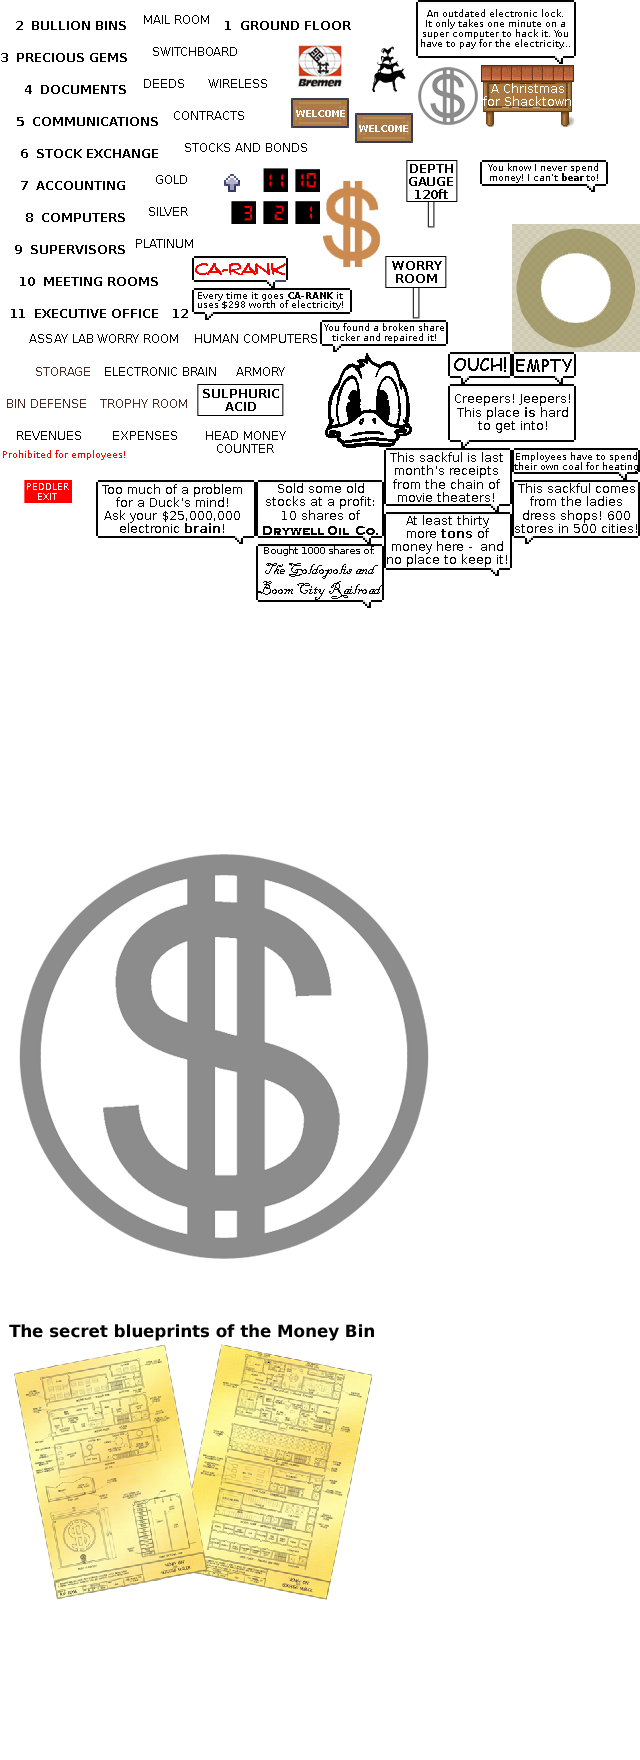 2 BULLION BINS
MAIL ROOM
1 GROUND FLOOR
An outdated electronic lock.
It only takes one minute on a
super computer to hack it. You
have to pay for the electricity...
3 PRECIOUS GEMS
SWITCHBOARD
Bremen
A Christmas
for Shacktown
4 DOCUMENTS
DEEDS
WIRELESS
5 COMMUNICATIONS
CONTRACTS
WELCOME
WELCOME
6 STOCK EXCHANGE
STOCKS AND BONDS
7 ACCOUNTING
GOLD
11 10
DEPTH
GAUGE
120ft
You know I never spend
money! I can't bear to!
8 COMPUTERS
SILVER
3 2 1
$
9 SUPERVISORS
PLATINUM
10 MEETING ROOMS
CA-RANK
WORRY
ROOM
Every time it goes CA-RANK it
uses $298 worth of electricity!
11 EXECUTIVE OFFICE 12
You found a broken share
ticker and repaired it!
ASSAY LAB WORRY ROOM
HUMAN COMPUTERS
STORAGE
ELECTRONIC BRAIN
ARMORY
OUCH!
EMPTY
BIN DEFENSE
TROPHY ROOM
SULPHURIC
ACID
Creepers! Jeepers!
This place is hard
to get into!
REVENUES
EXPENSES
HEAD MONEY
COUNTER
Prohibited for employees!
This sackful is last
month's receipts
from the chain of
movie theaters!
Employees have to spend
their own coal for heating
PEDDLER
EXIT
Too much of a problem
for a Duck's mind!
Ask your $25,000,000
electronic brain!
Sold some old
stocks at a profit:
10 shares of
DRYWELL OIL CO.
This sackful comes
from the ladies
dress shops! 600
stores in 500 cities!
At least thirty
more tons of
money here - and
no place to keep it!
Bought 1000 shares of:
The Goldopolis and
Boom City Railroad
$
The secret blueprints of the Money Bin